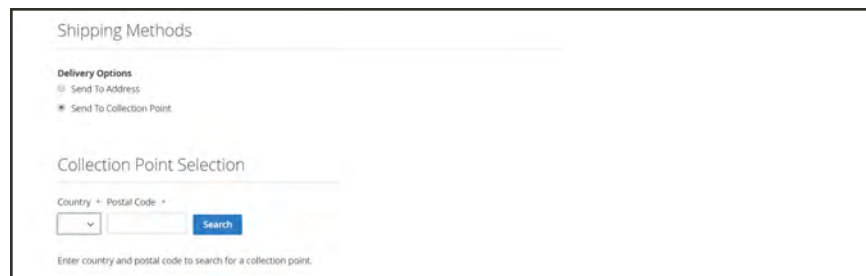 Shipping Methods
Delivery Options
Send To Address
Send To Collection Point
Collection Point Selection
Country * Postal Code *
Search
Enter country and postal code to search for a collection point.